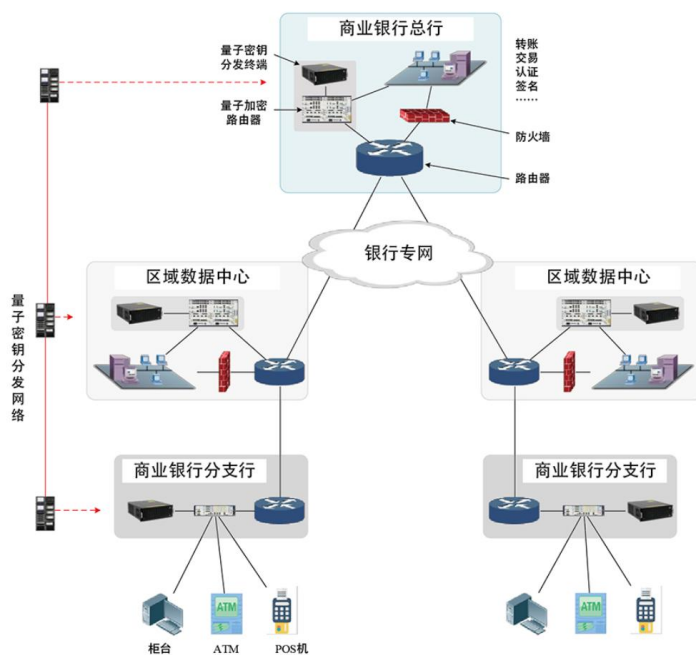 商业银行总行
量子密钥
分发终端
转账
交易
认证
签名
......
量子加密
路由器
防火墙
路由器
银行专网
区域数据中心
区域数据中心
量子密钥分发网络
商业银行分支行
商业银行分支行
ATM
ATM
柜台
ATM
POS机